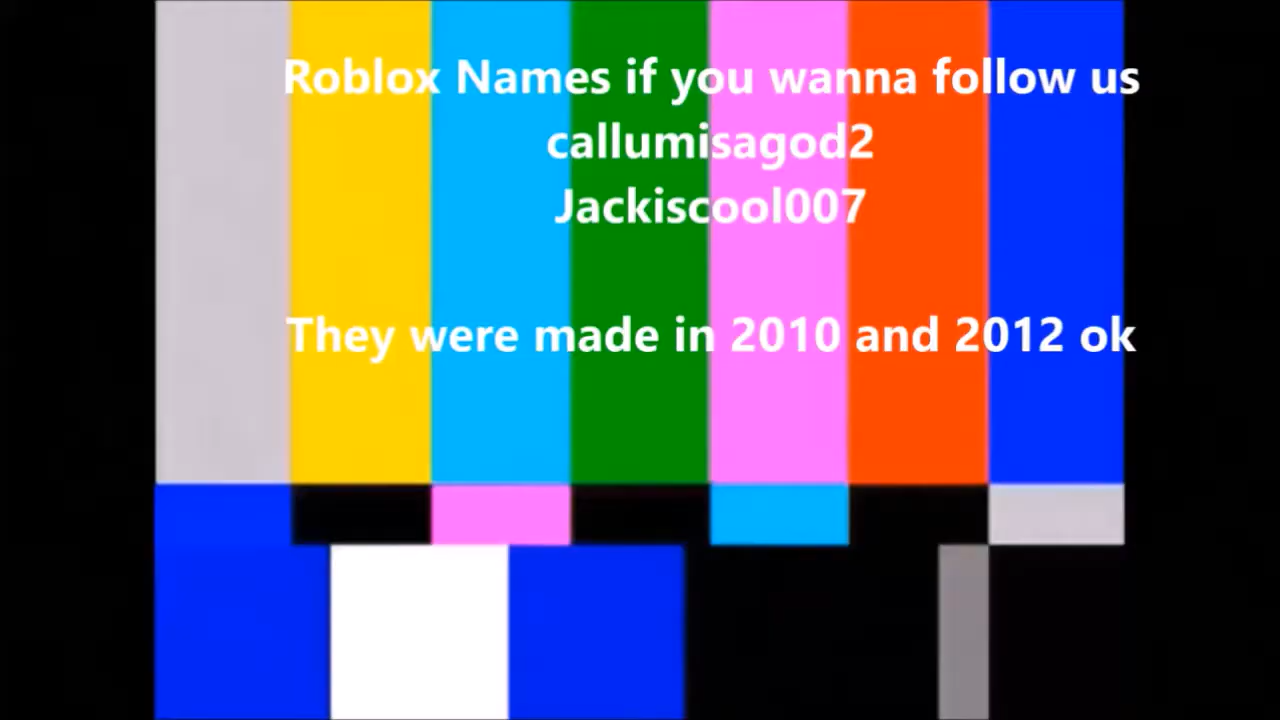 Roblox Names if you wanna follow us
callumisagod2
Jackiscool007
They were made in 2010 and 2012 ok